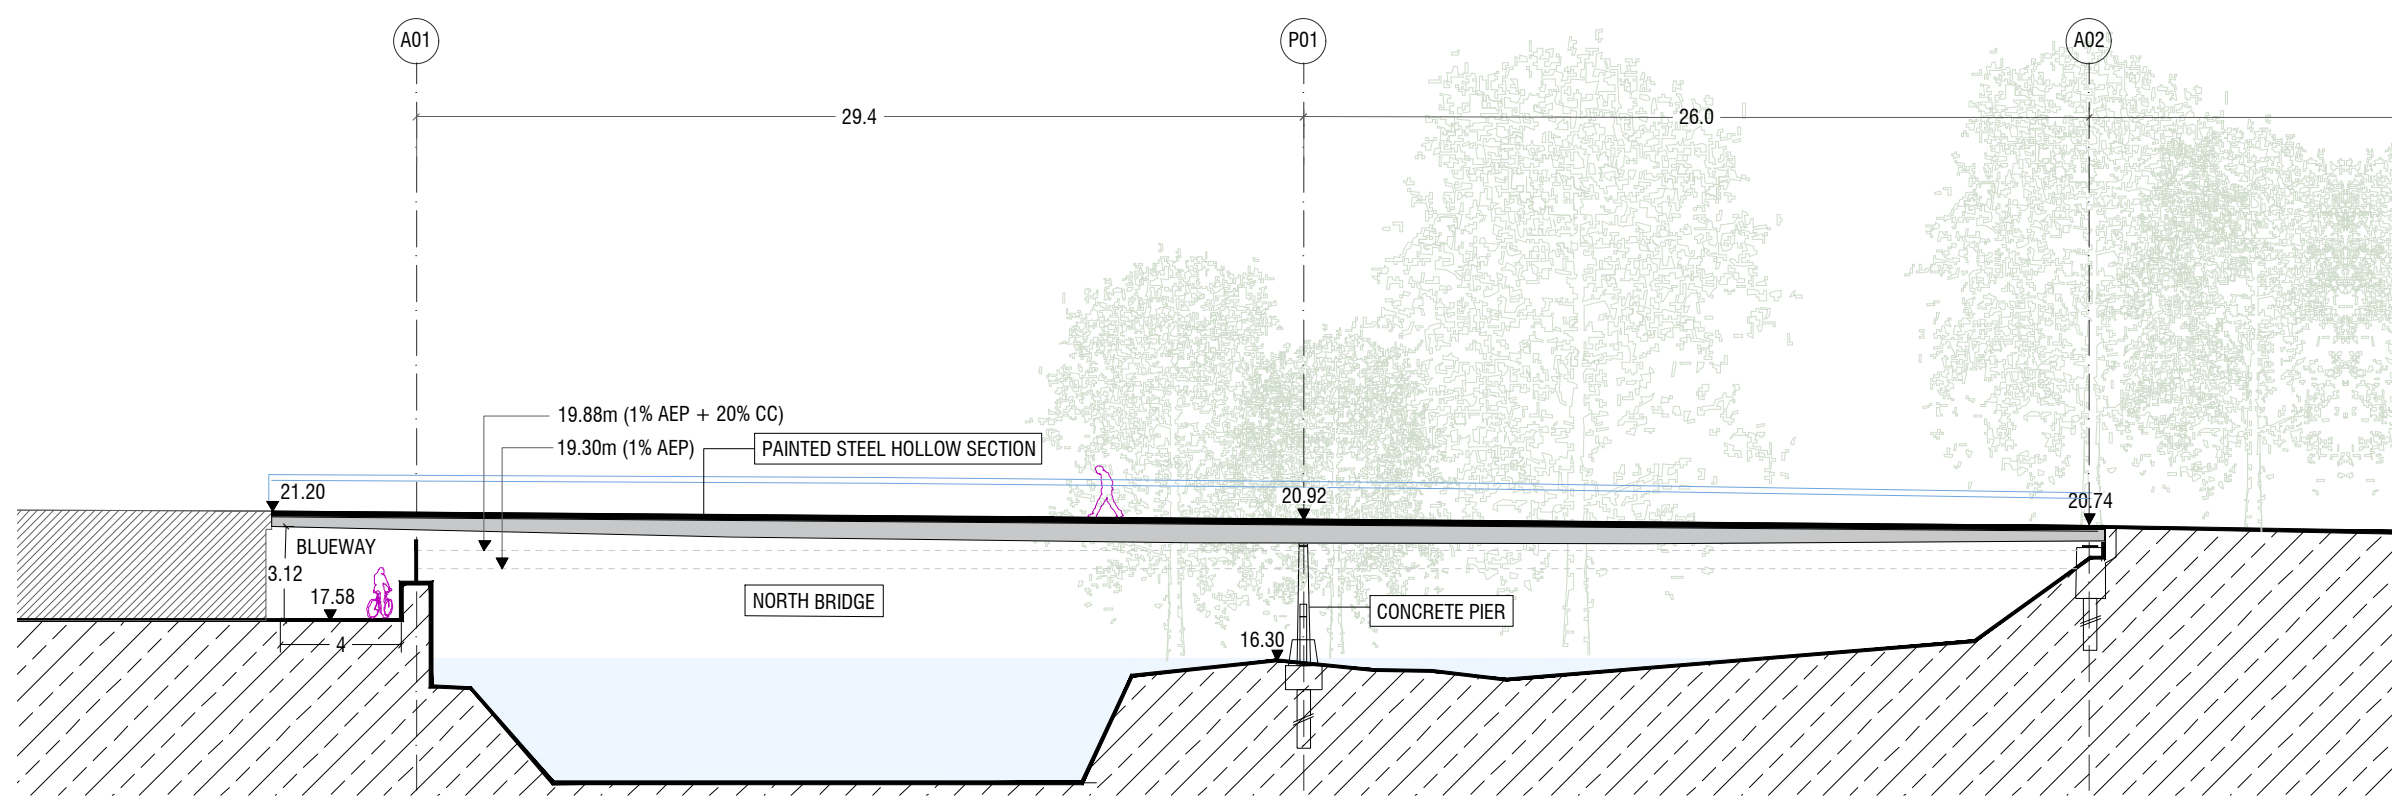 A01
P01
A02
29.4
26.0
19.88m (1% AEP + 20% CC)
19.30m (1% AEP)
PAINTED STEEL HOLLOW SECTION
21.20
20.92
20.74
BLUEWAY
3.12
17.58
NORTH BRIDGE
CONCRETE PIER
16.30
4